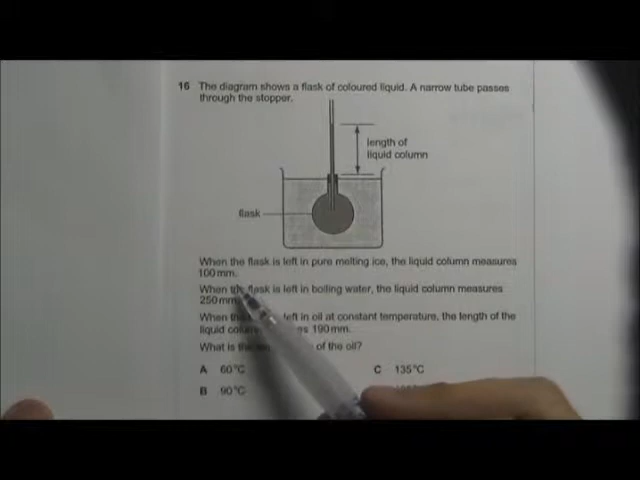 16 The diagram shows a flask of coloured liquid. A narrow tube passes
through the stopper.
length of
liquid column
flask
When the flask is left in pure melting ice, the liquid column measures
100 mm.
When the flask is left in boiling water, the liquid column measures
250 mm
When left in oil at constant temperature, the length of the
liquid 190 mm.
What is of the oil?
A 60°C C 135°C
B 90°C